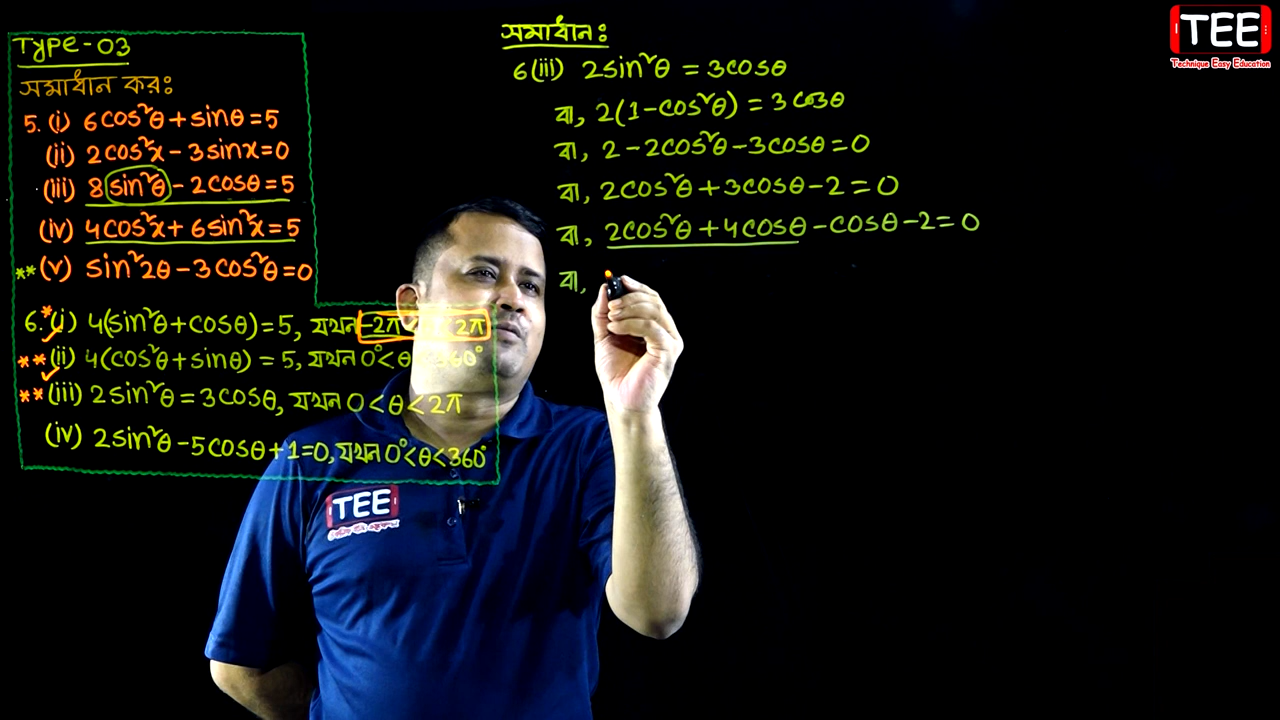 Type-03
সমাধান করঃ
5. (i) 6cos²θ+sinθ=5
(ii) 2cos²x-3sinx=0
(iii) 8 sin²θ-2cosθ=5
(iv) 4cos²x+6sin²x=5
**(v) sin²2θ-3cos²θ=0
6.*(i) 4(sin²θ+cosθ)=5, যখন -2π 2π
**(ii) 4(cos²θ+sinθ)=5, যখন 0°<θ<360°
**(iii) 2sin²θ=3cosθ, যখন 0<θ<2π
(iv) 2sin²θ-5cosθ+1=0, যখন 0°<θ<360°
সমাধানঃ
6(iii) 2sin²θ=3cosθ
বা, 2(1-cos²θ)=3cosθ
বা, 2-2cos²θ-3cosθ=0
বা, 2cos²θ+3cosθ-2=0
বা, 2cos²θ+4cosθ-cosθ-2=0
বা,
TEE
Technique Easy Education
TEE